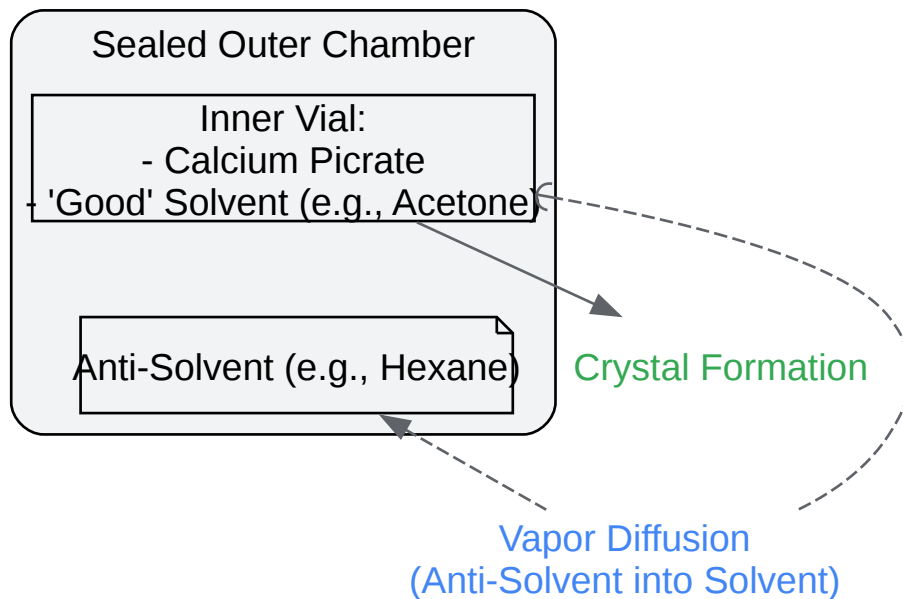 Sealed Outer Chamber
Inner Vial:
- Calcium Picrate
- 'Good' Solvent (e.g., Acetone)
Anti-Solvent (e.g., Hexane)
Crystal Formation
Vapor Diffusion
(Anti-Solvent into Solvent)